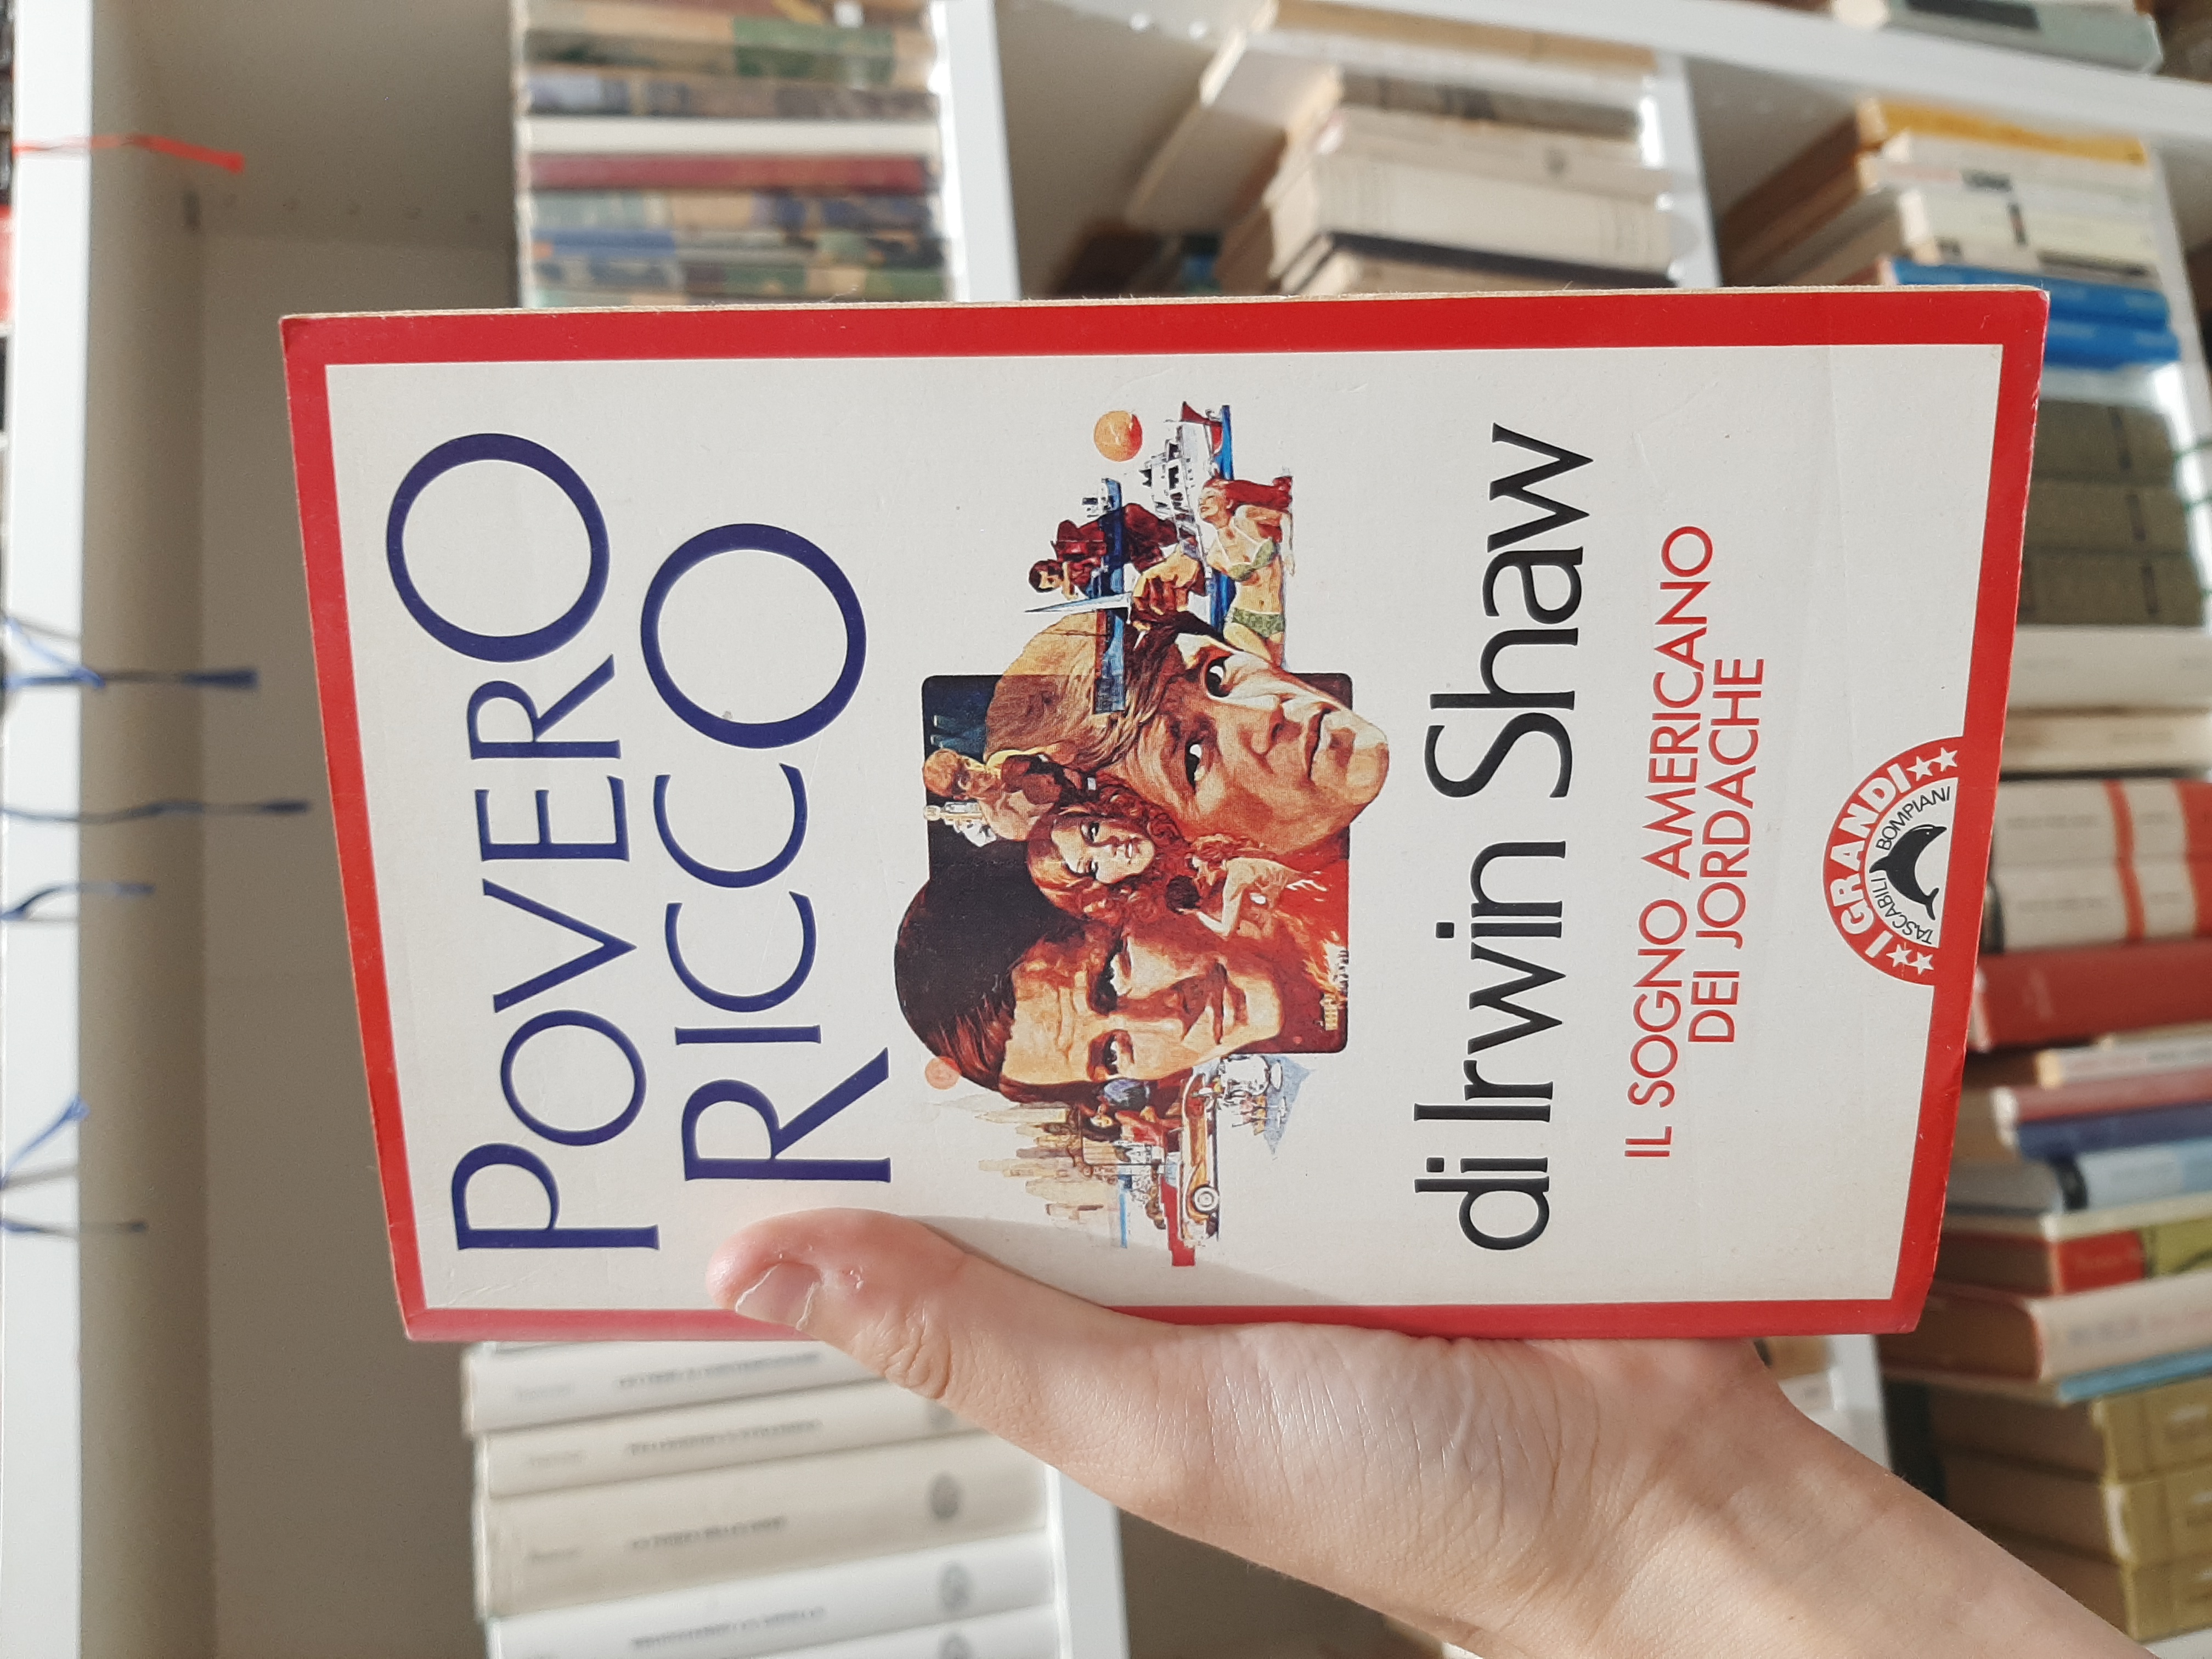 POVERO
RICCO
di Irwin Shaw
IL SOGNO AMERICANO
DEI JORDACHE
I GRANDI
TASCABILI BOMPIANI